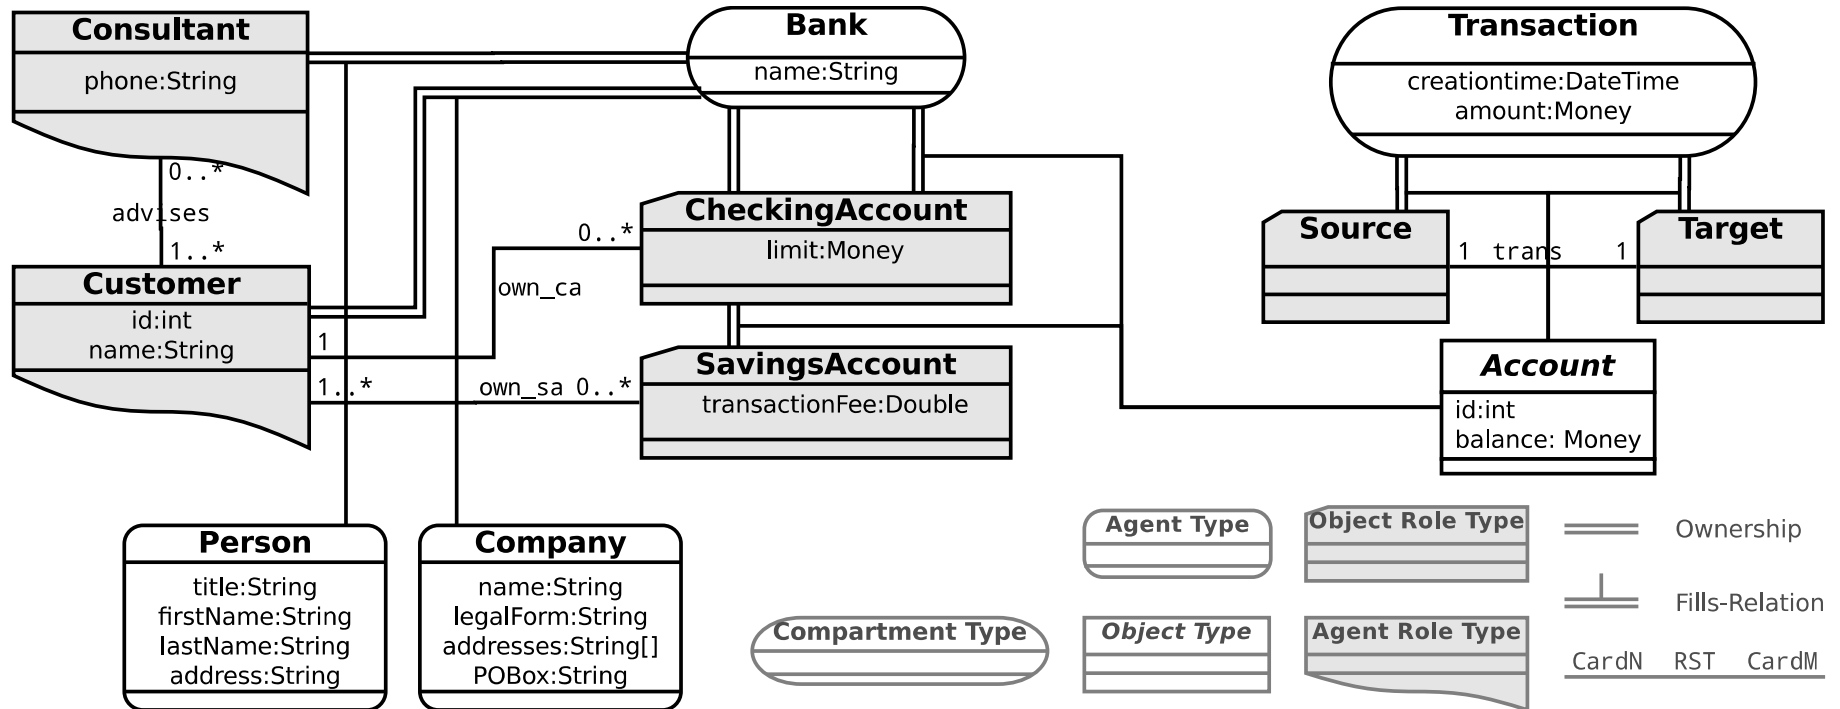 Consultant
phone:String
Bank
name:String
Transaction
creationtime:DateTime
amount:Money
0..*
advises
1..*
Customer
id:int
name:String
1
own_ca
0..*
CheckingAccount
limit:Money
1..*
own_sa
0..*
SavingsAccount
transactionFee:Double
Source
1
trans
1
Target
Account
id:int
balance: Money
Person
title:String
firstName:String
lastName:String
address:String
Company
name:String
legalForm:String
addresses:String[]
POBox:String
Agent Type
Object Role Type
Ownership
Compartment Type
Object Type
Agent Role Type
Fills-Relation
CardN RST CardM